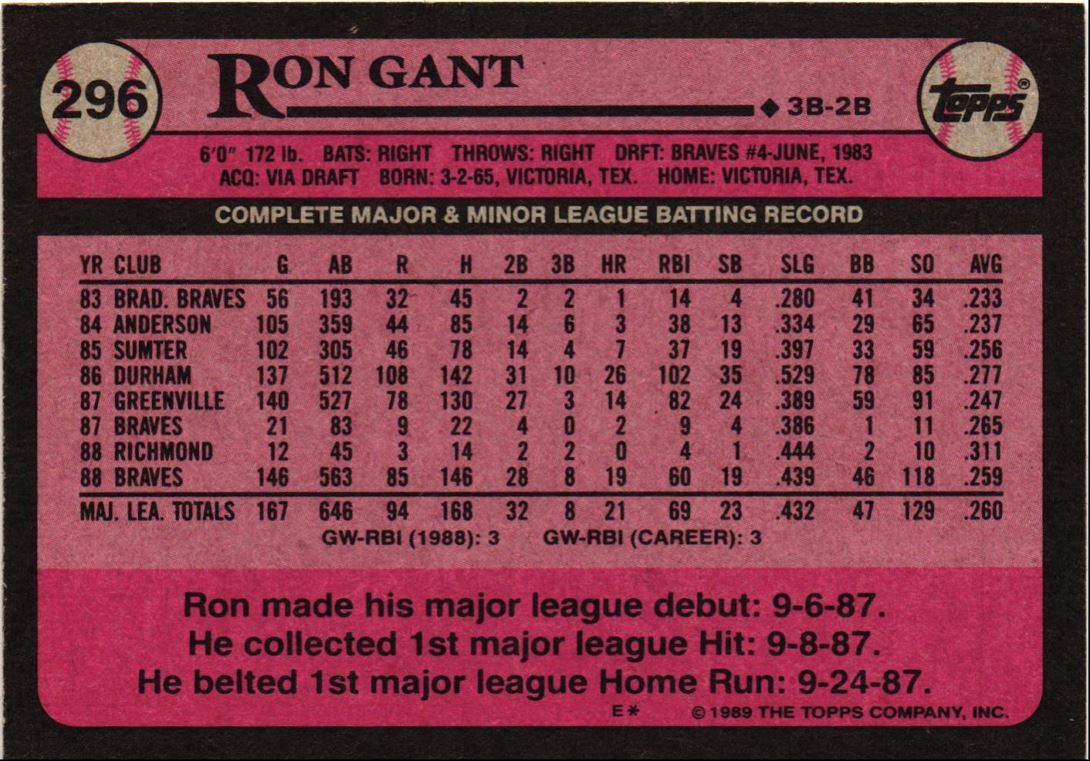 296
RON GANT
3B-2B
topps®
6'0" 172 lb. BATS: RIGHT THROWS: RIGHT DRFT: BRAVES #4-JUNE, 1983
ACQ: VIA DRAFT BORN: 3-2-65, VICTORIA, TEX. HOME: VICTORIA, TEX.
COMPLETE MAJOR & MINOR LEAGUE BATTING RECORD
YR CLUB G AB R H 2B 3B HR RBI SB SLG BB SO AVG
83 BRAD. BRAVES 56 193 32 45 2 2 1 14 4 .280 41 34 .233
84 ANDERSON 105 359 44 85 14 6 3 38 13 .334 29 65 .237
85 SUMTER 102 305 46 78 14 4 7 37 19 .397 33 59 .256
86 DURHAM 137 512 108 142 31 10 26 102 35 .529 78 85 .277
87 GREENVILLE 140 527 78 130 27 3 14 82 24 .389 59 91 .247
87 BRAVES 21 83 9 22 4 0 2 9 4 .386 1 11 .265
88 RICHMOND 12 45 3 14 2 2 0 4 1 .444 2 10 .311
88 BRAVES 146 563 85 146 28 8 19 60 19 .439 46 118 .259
MAJ. LEA. TOTALS 167 646 94 168 32 8 21 69 23 .432 47 129 .260
GW-RBI (1988): 3 GW-RBI (CAREER): 3
Ron made his major league debut: 9-6-87.
He collected 1st major league Hit: 9-8-87.
He belted 1st major league Home Run: 9-24-87.
E* © 1989 THE TOPPS COMPANY, INC.